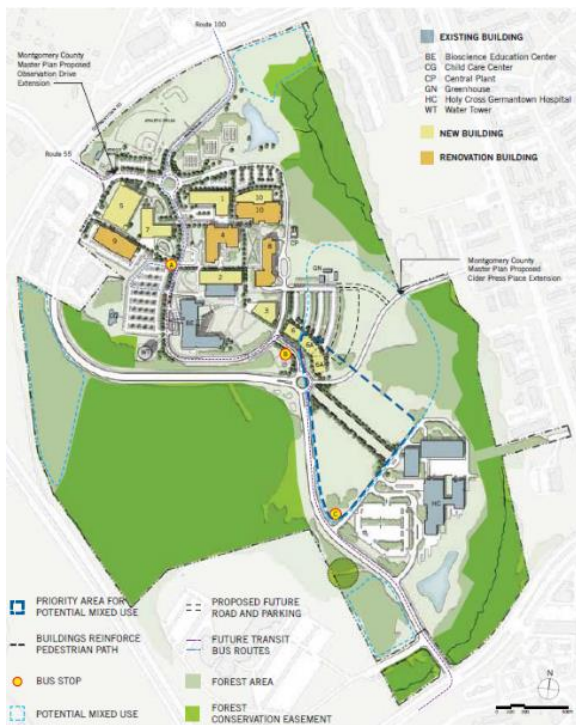 Route 100
Montgomery County
Master Plan Proposed
Observation Drive
Extension
Route 55
EXISTING BUILDING
BE Bioscience Education Center
CG Child Care Center
CP Central Plant
GN Greenhouse
HC Holy Cross Germantown Hospital
WT Water Tower
NEW BUILDING
RENOVATION BUILDING
5
1
10
10
7
4
8
9
CP
A
2
GN
Montgomery County
Master Plan Proposed
Cider Press Place Extension
3
BE
6
B
HC
C
PRIORITY AREA FOR
POTENTIAL MIXED USE
BUILDINGS REINFORCE
PEDESTRIAN PATH
BUS STOP
POTENTIAL MIXED USE
PROPOSED FUTURE
ROAD AND PARKING
FUTURE TRANSIT
BUS ROUTES
FOREST AREA
FOREST
CONSERVATION EASEMENT
N